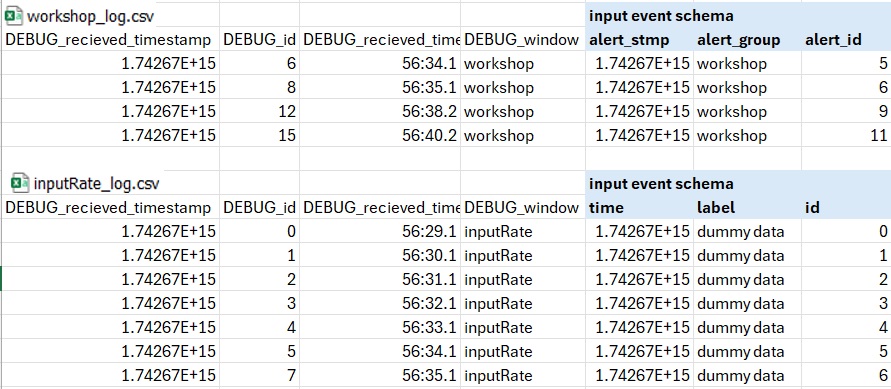 workshop_log.csv input event schema
DEBUG_recieved_timestamp DEBUG_id DEBUG_recieved_time DEBUG_window alert_stmp alert_group alert_id
1.74267E+15 6 56:34.1 workshop 1.74267E+15 workshop 5
1.74267E+15 8 56:35.1 workshop 1.74267E+15 workshop 6
1.74267E+15 12 56:38.2 workshop 1.74267E+15 workshop 9
1.74267E+15 15 56:40.2 workshop 1.74267E+15 workshop 11
inputRate_log.csv input event schema
DEBUG_recieved_timestamp DEBUG_id DEBUG_recieved_time DEBUG_window time label id
1.74267E+15 0 56:29.1 inputRate 1.74267E+15 dummy data 0
1.74267E+15 1 56:30.1 inputRate 1.74267E+15 dummy data 1
1.74267E+15 2 56:31.1 inputRate 1.74267E+15 dummy data 2
1.74267E+15 3 56:32.1 inputRate 1.74267E+15 dummy data 3
1.74267E+15 4 56:33.1 inputRate 1.74267E+15 dummy data 4
1.74267E+15 5 56:34.1 inputRate 1.74267E+15 dummy data 5
1.74267E+15 7 56:35.1 inputRate 1.74267E+15 dummy data 6